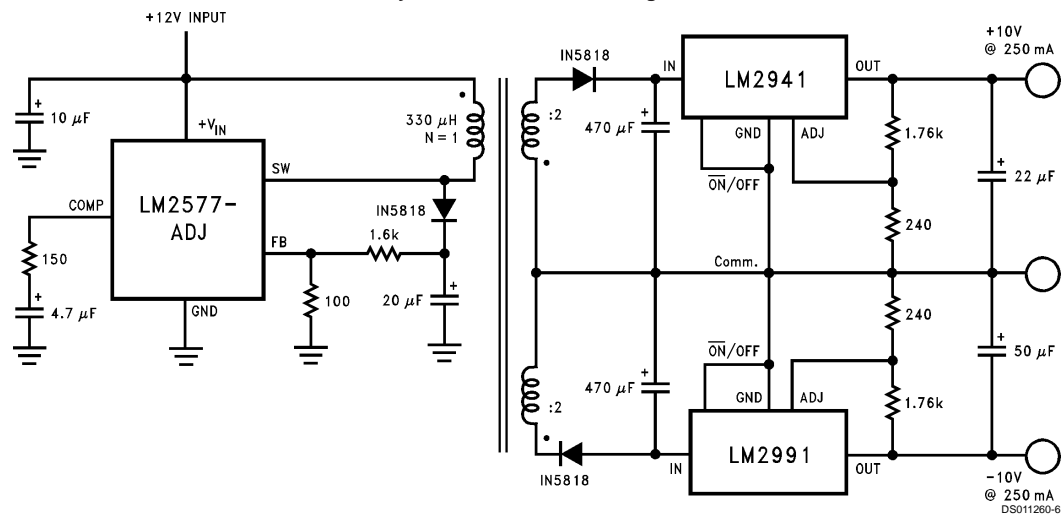 +12V INPUT
10 µF
+VIN
330 µH
N = 1
SW
COMP
LM2577-
ADJ
IN5818
FB
1.6k
150
4.7 µF
100
20 µF
GND
IN5818
:2
470 µF
IN
LM2941
OUT
GND
ADJ
ON/OFF
+10V
@ 250 mA
1.76k
22 µF
240
Comm.
240
50 µF
ON/OFF
470 µF
GND
ADJ
1.76k
:2
IN5818
IN
LM2991
OUT
−10V
@ 250 mA
DS011260-6